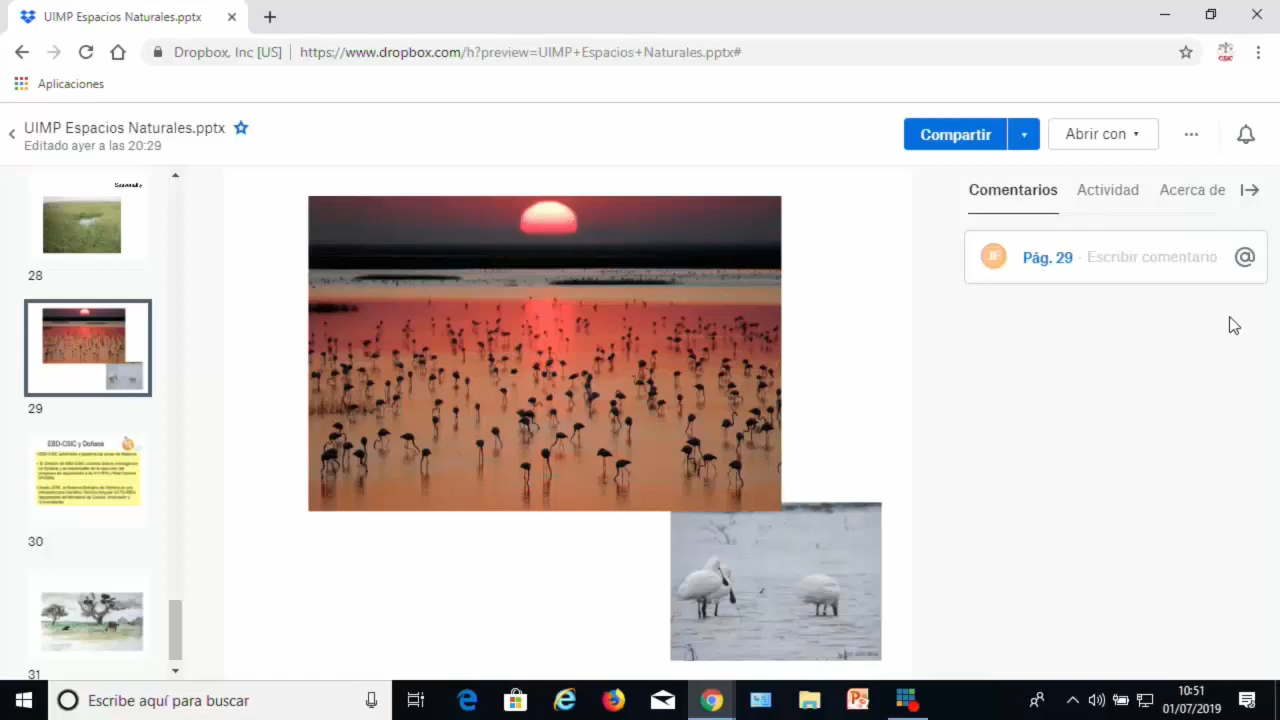 UIMP Espacios Naturales.pptx
Dropbox, Inc [US] | https://www.dropbox.com/h?preview=UIMP+Espacios+Naturales.pptx#
CSIC
Aplicaciones
UIMP Espacios Naturales.pptx
Editado ayer a las 20:29
Compartir
Abrir con
Comentarios Actividad Acerca de
Pág. 29 · Escribir comentario
28
29
EBD-CSIC y Doñana
30
31
Escribe aquí para buscar
10:51
01/07/2019